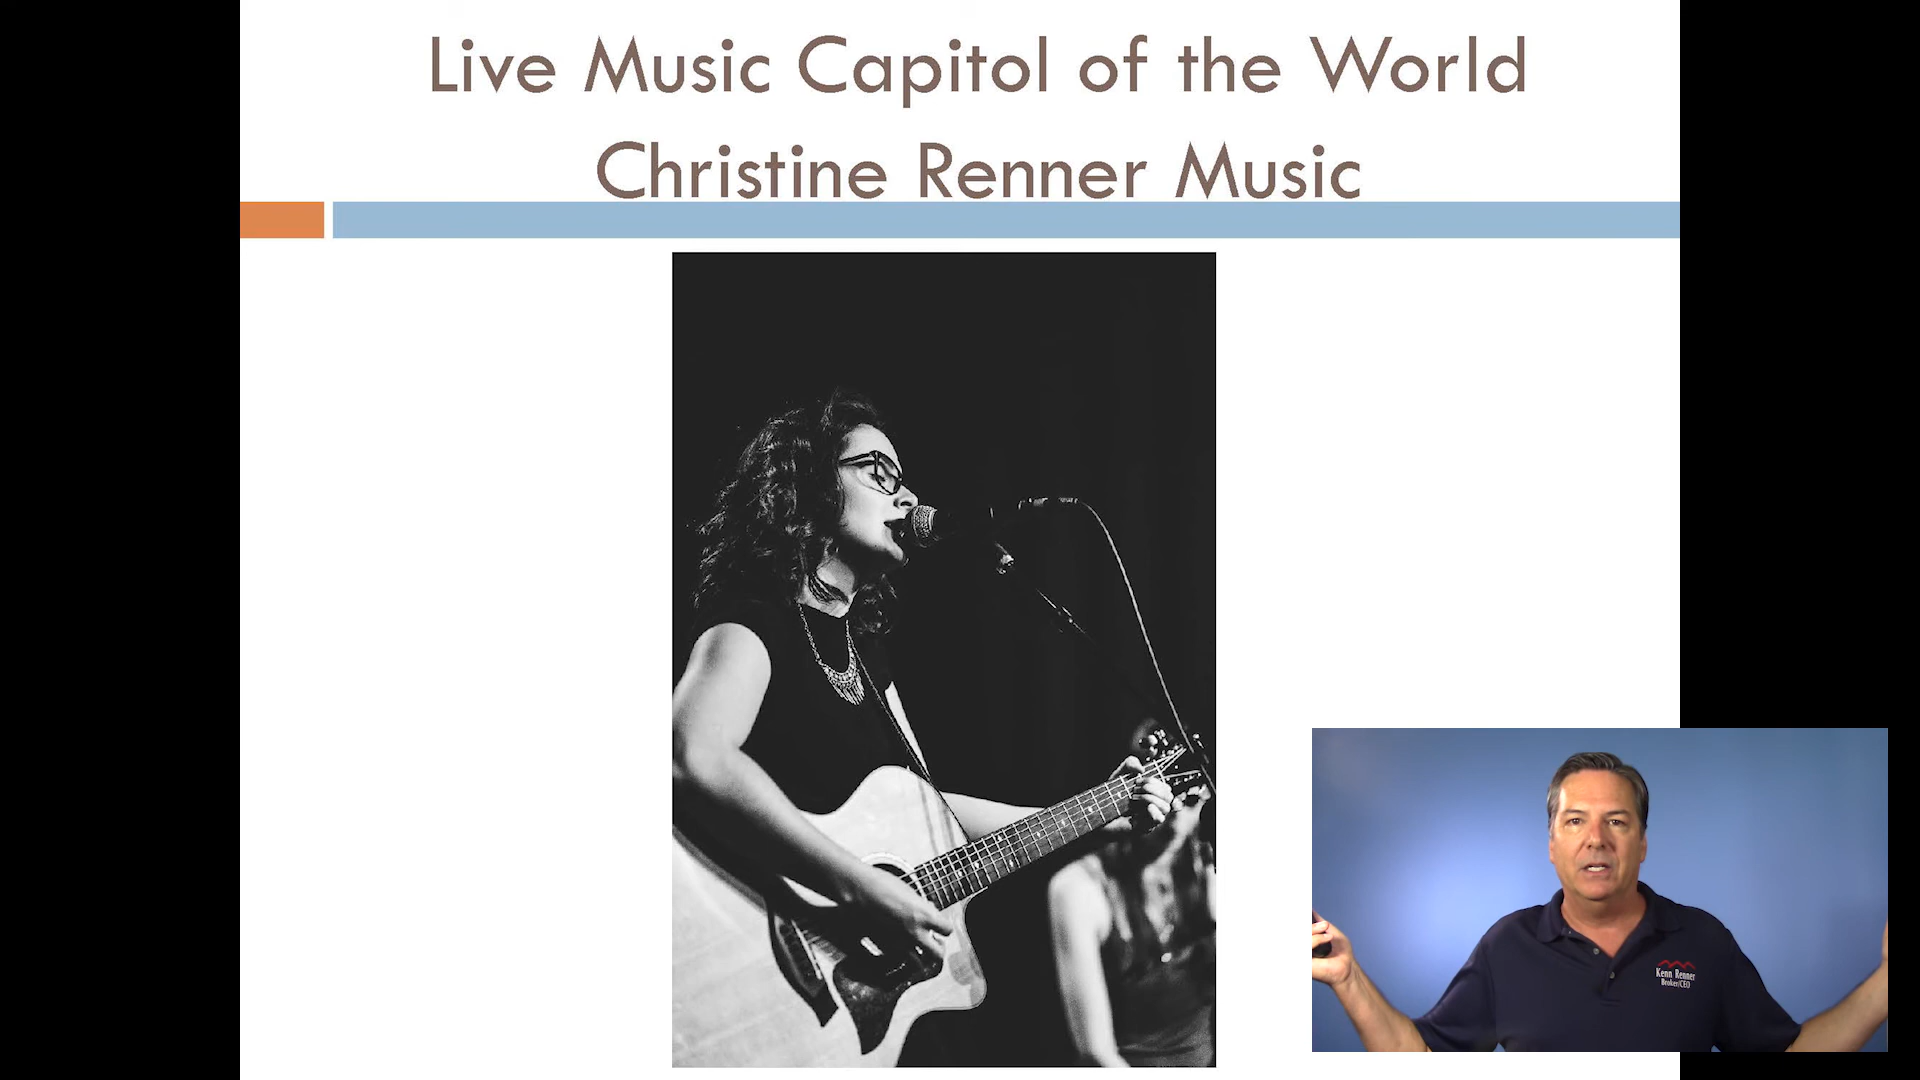 Live Music Capitol of the World
Christine Renner Music
Kenn Renner
Broker/CEO